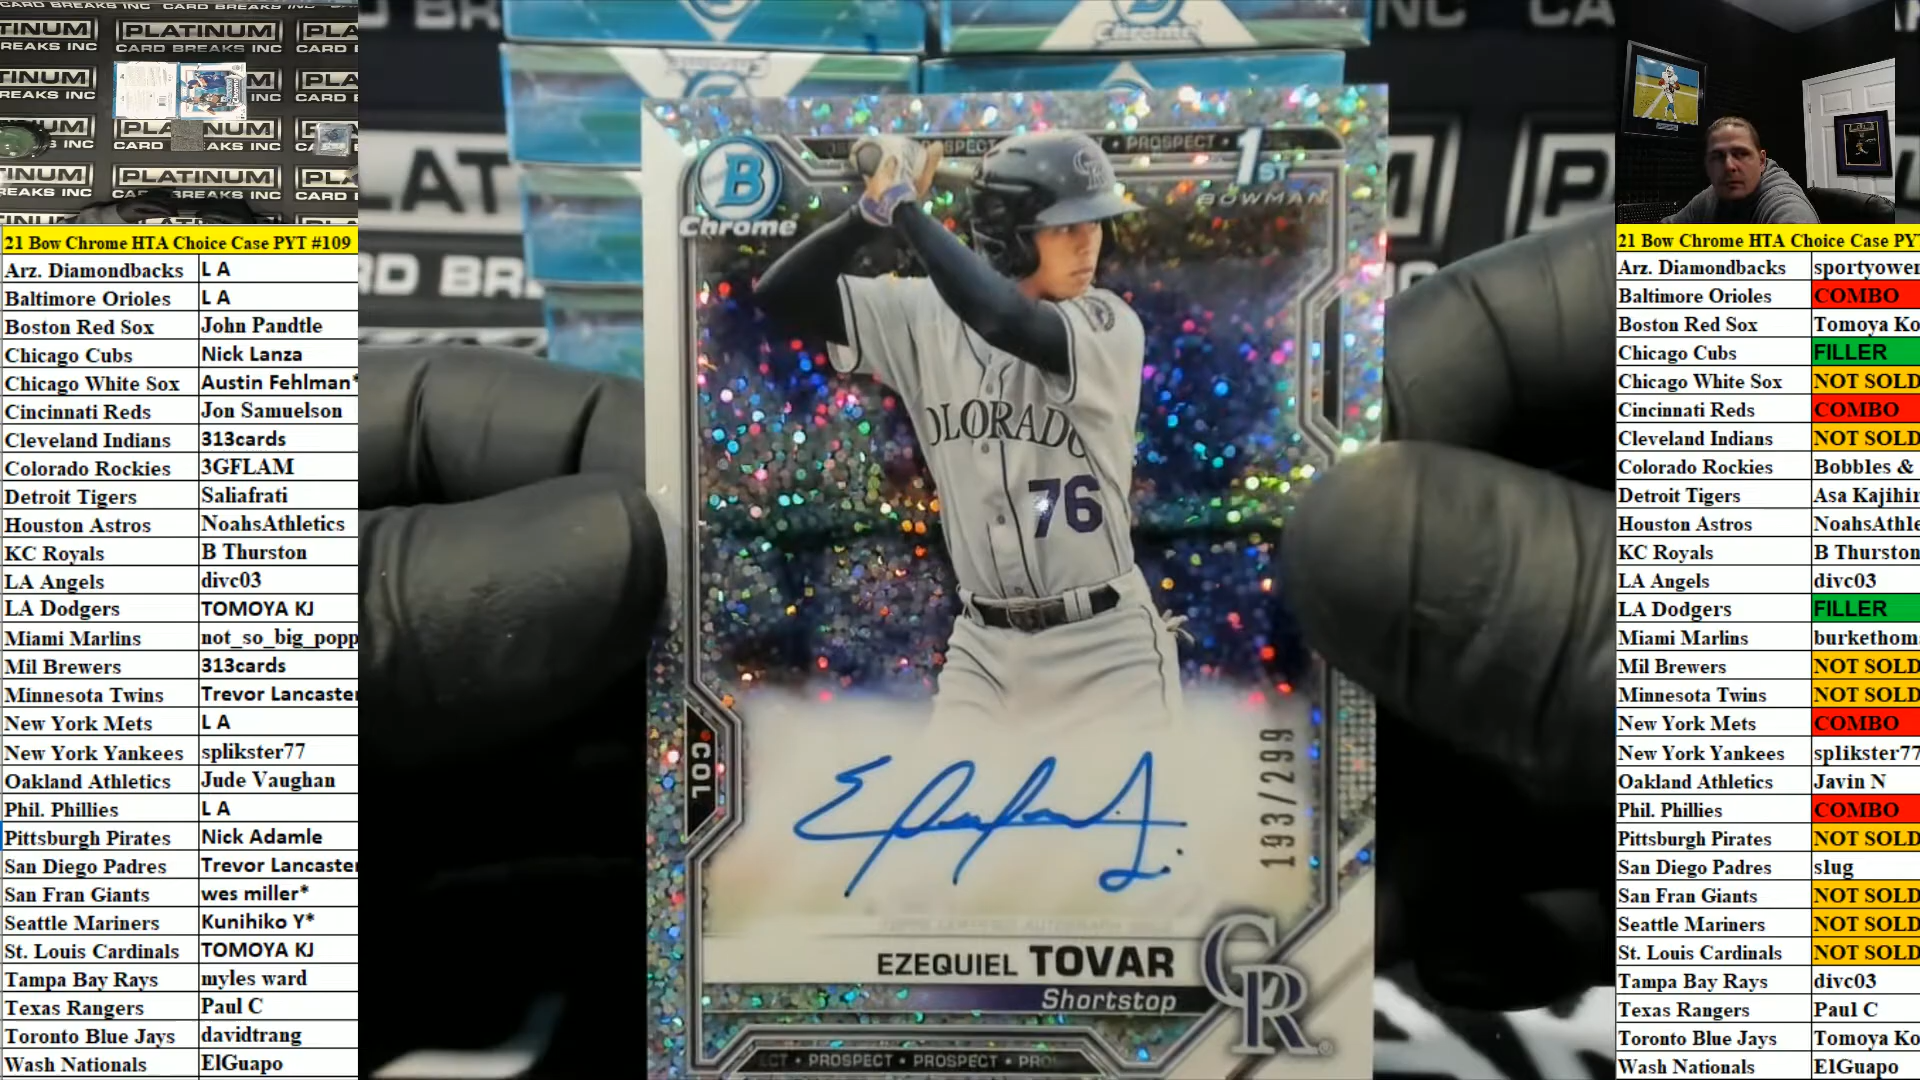 PLATINUM
CARD BREAKS INC
21 Bow Chrome HTA Choice Case PYT #109
Arz. Diamondbacks L A
Baltimore Orioles L A
Boston Red Sox John Pandtle
Chicago Cubs Nick Lanza
Chicago White Sox Austin Fehlman*
Cincinnati Reds Jon Samuelson
Cleveland Indians 313cards
Colorado Rockies 3GFLAM
Detroit Tigers Saliafrati
Houston Astros NoahsAthletics
KC Royals B Thurston
LA Angels divc03
LA Dodgers TOMOYA KJ
Miami Marlins not_so_big_popp
Mil Brewers 313cards
Minnesota Twins Trevor Lancaster
New York Mets L A
New York Yankees splikster77
Oakland Athletics Jude Vaughan
Phil. Phillies L A
Pittsburgh Pirates Nick Adamle
San Diego Padres Trevor Lancaster
San Fran Giants wes miller*
Seattle Mariners Kunihiko Y*
St. Louis Cardinals TOMOYA KJ
Tampa Bay Rays myles ward
Texas Rangers Paul C
Toronto Blue Jays davidtrang
Wash Nationals ElGuapo
Chrome
• PROSPECT •
1ST
BOWMAN
B
Chrome
CR
OLORADO
76
COL
193/299
EZEQUIEL TOVAR
Shortstop
CR
ECT • PROSPECT • PROSPECT • PRO
21 Bow Chrome HTA Choice Case PYT
Arz. Diamondbacks sportyower
Baltimore Orioles COMBO
Boston Red Sox Tomoya Ko
Chicago Cubs FILLER
Chicago White Sox NOT SOLD
Cincinnati Reds COMBO
Cleveland Indians NOT SOLD
Colorado Rockies Bobbles &
Detroit Tigers Asa Kajihir
Houston Astros NoahsAthle
KC Royals B Thurston
LA Angels divc03
LA Dodgers FILLER
Miami Marlins burkethom
Mil Brewers NOT SOLD
Minnesota Twins NOT SOLD
New York Mets COMBO
New York Yankees splikster77
Oakland Athletics Javin N
Phil. Phillies COMBO
Pittsburgh Pirates NOT SOLD
San Diego Padres slug
San Fran Giants NOT SOLD
Seattle Mariners NOT SOLD
St. Louis Cardinals NOT SOLD
Tampa Bay Rays divc03
Texas Rangers Paul C
Toronto Blue Jays Tomoya Ko
Wash Nationals ElGuapo